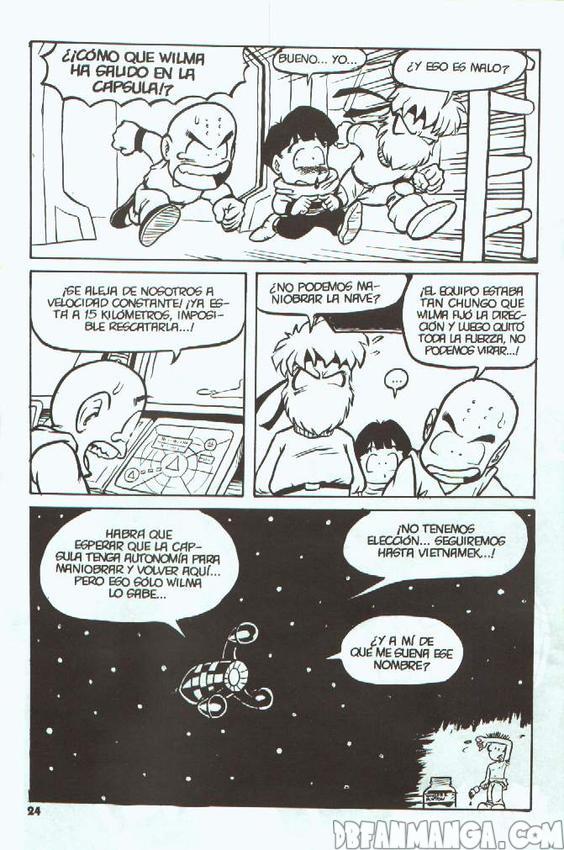 ¿¡CÓMO QUE WILMA
HA SALIDO EN LA
CAPSULA!?
BUENO... YO...
¿Y ESO ES MALO?
¡SE ALEJA DE NOSOTROS A
VELOCIDAD CONSTANTE! ¡YA ES-
TÁ A 15 KILÓMETROS, IMPOSI-
BLE RESCATARLA...!
¿NO PODEMOS MA-
NIOBRAR LA NAVE?
¡EL EQUIPO ESTABA
TAN CHUNGO QUE
WILMA FIJÓ LA DIREC-
CIÓN Y LUEGO QUITÓ
TODA LA FUERZA, NO
PODEMOS VIRAR...!
...
HABRÁ QUE
ESPERAR QUE LA CÁP-
SULA TENGA AUTONOMÍA PARA
MANIOBRAR Y VOLVER AQUÍ...
PERO ESO SÓLO WILMA
LO SABE...
¡NO TENEMOS
ELECCIÓN... SEGUIREMOS
HASTA VIETNAMEK...!
¿Y A MÍ DE
QUE ME SUENA ESE
NOMBRE?
24
DBFANMANGA.COM